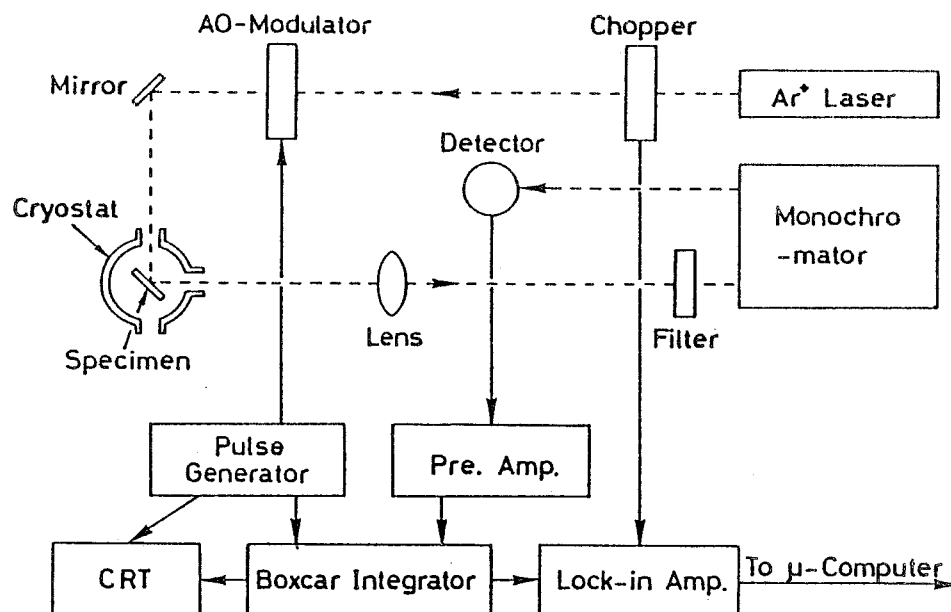 AO-Modulator
Chopper
Mirror
Ar⁺ Laser
Detector
Cryostat
Monochro
-mator
Lens
Filter
Specimen
Pulse
Generator
Pre. Amp.
CRT
Boxcar Integrator
Lock-in Amp.
To μ-Computer